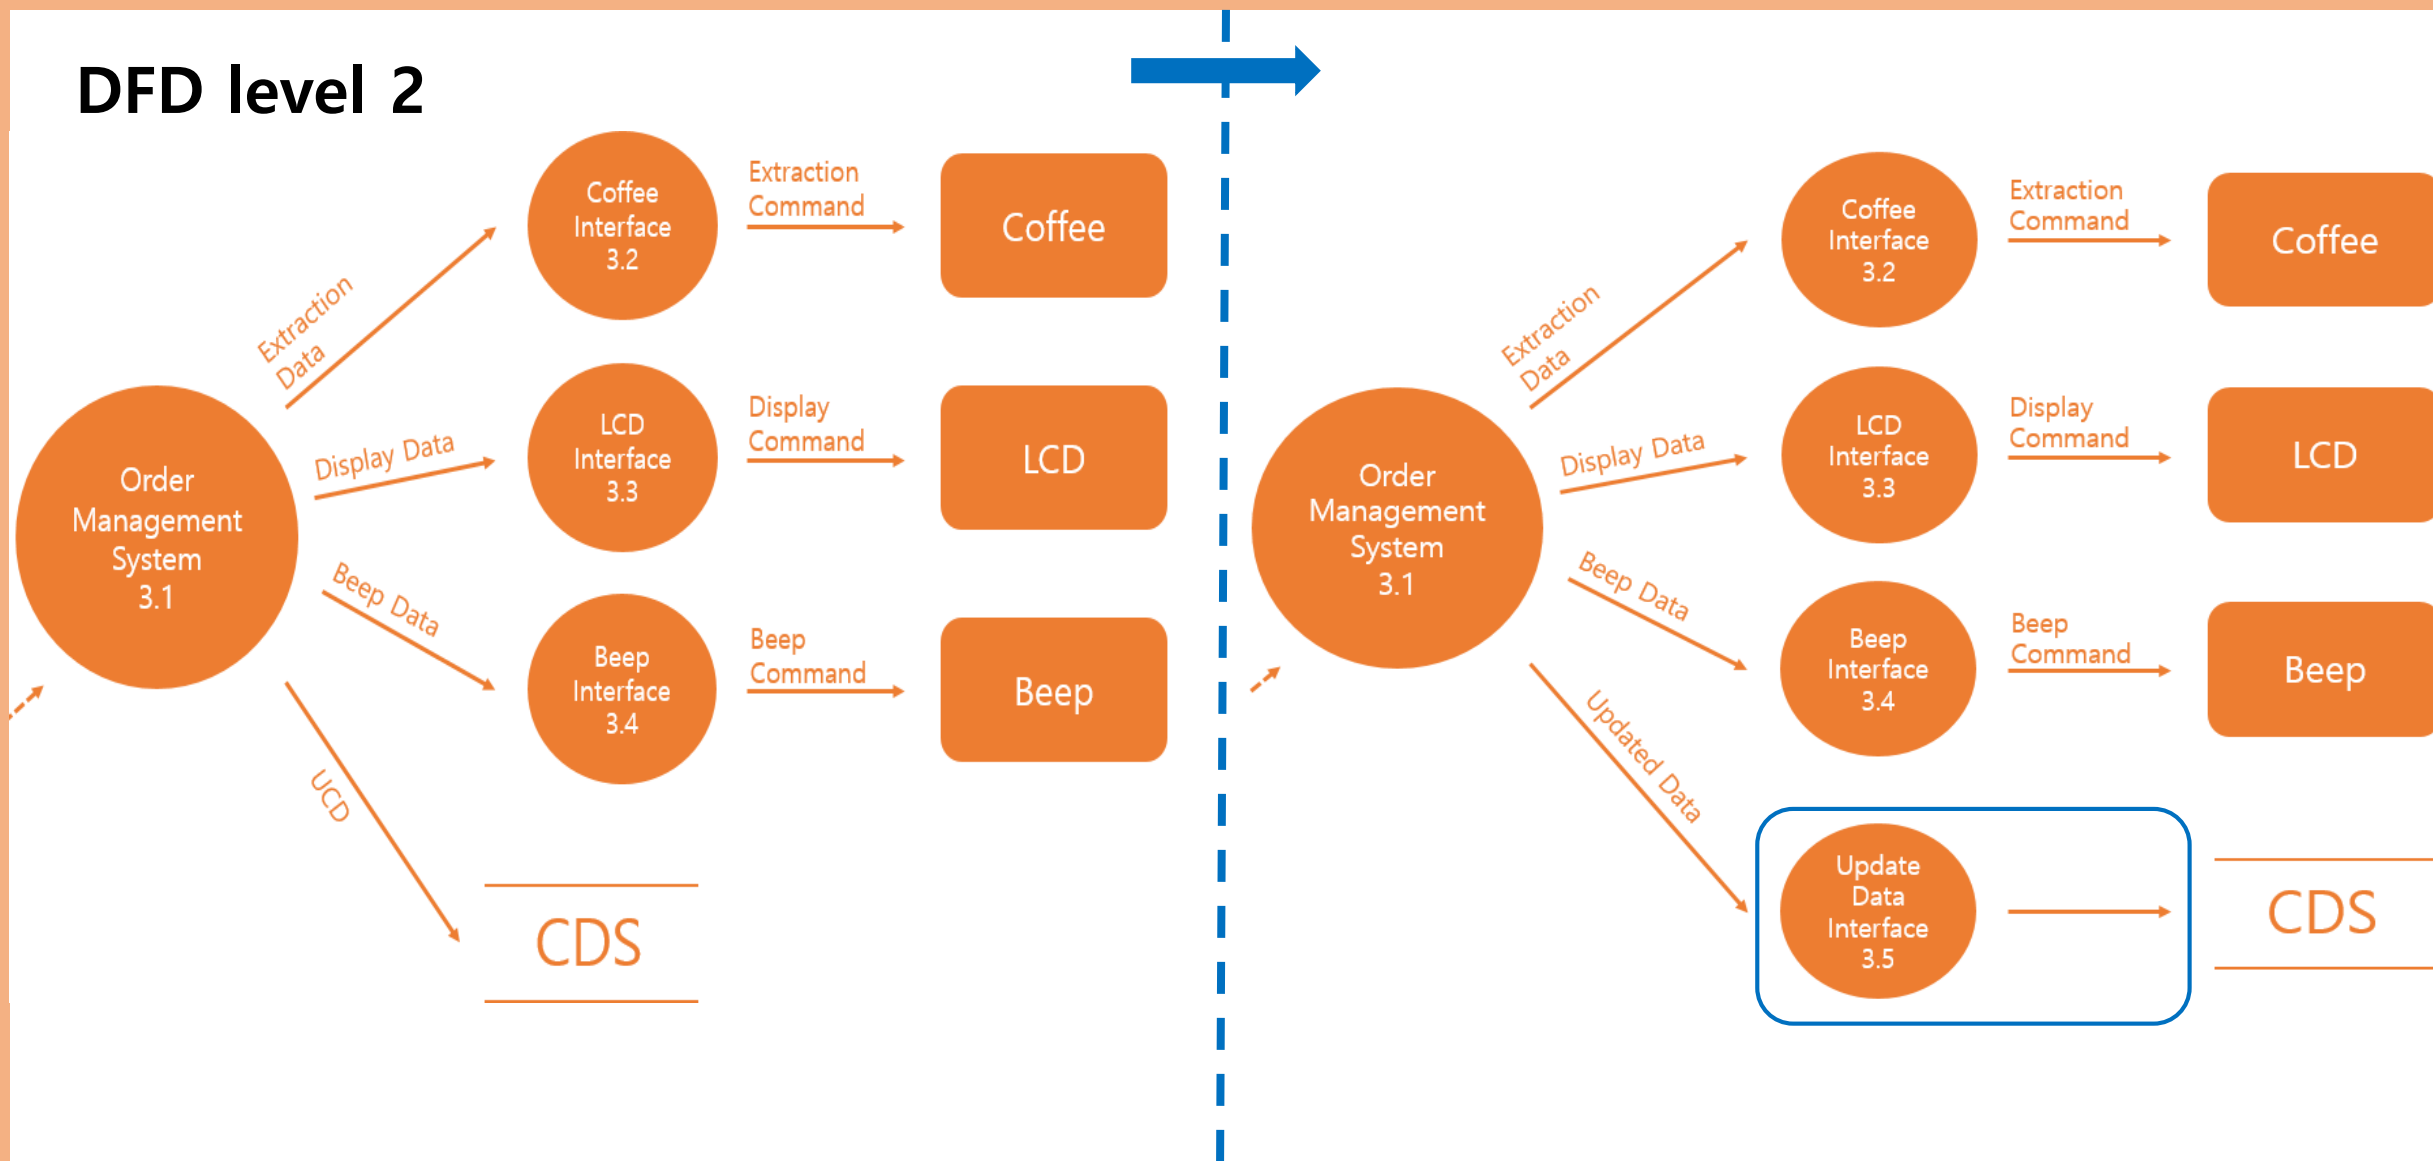 DFD level 2
Extraction
Data
Display Data
Beep Data
UCD
Order
Management
System
3.1
Coffee
Interface
3.2
Extraction
Command
Coffee
LCD
Interface
3.3
Display
Command
LCD
Beep
Interface
3.4
Beep
Command
Beep
CDS
Extraction
Data
Display Data
Beep Data
Updated Data
Order
Management
System
3.1
Coffee
Interface
3.2
Extraction
Command
Coffee
LCD
Interface
3.3
Display
Command
LCD
Beep
Interface
3.4
Beep
Command
Beep
Update
Data
Interface
3.5
CDS